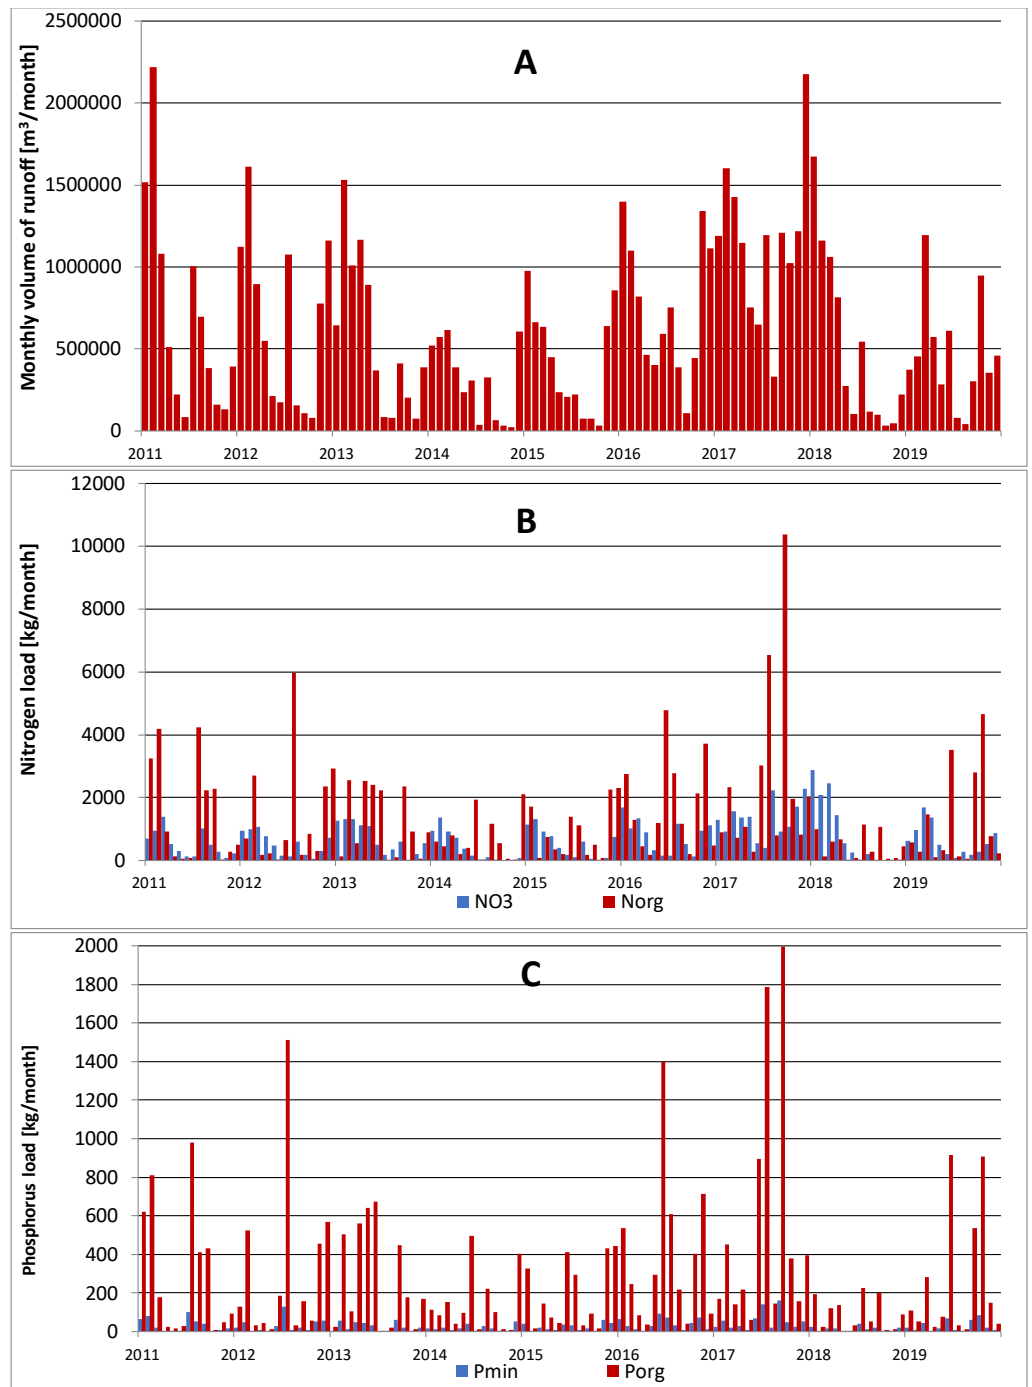 A
Monthly volume of runoff [m³/month]
2500000
2000000
1500000
1000000
500000
0
2011 2012 2013 2014 2015 2016 2017 2018 2019
B
Nitrogen load [kg/month]
12000
10000
8000
6000
4000
2000
0
2011 2012 2013 2014 2015 2016 2017 2018 2019
NO3 Norg
C
Phosphorus load [kg/month]
2000
1800
1600
1400
1200
1000
800
600
400
200
0
2011 2012 2013 2014 2015 2016 2017 2018 2019
Pmin Porg